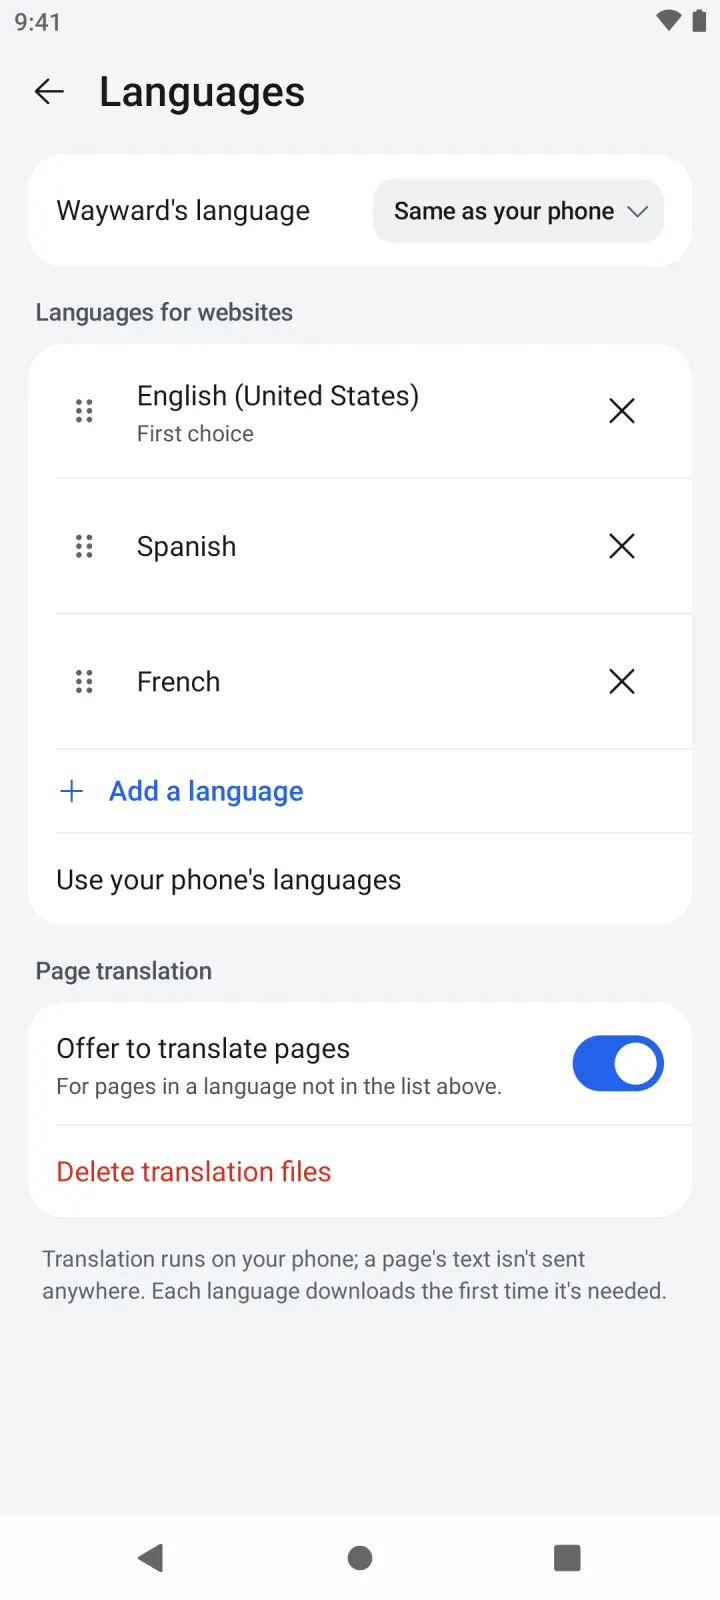 9:41
Languages
Wayward's language
Same as your phone
Languages for websites
English (United States)
First choice
Spanish
French
Add a language
Use your phone's languages
Page translation
Offer to translate pages
For pages in a language not in the list above.
Delete translation files
Translation runs on your phone; a page's text isn't sent
anywhere. Each language downloads the first time it's needed.